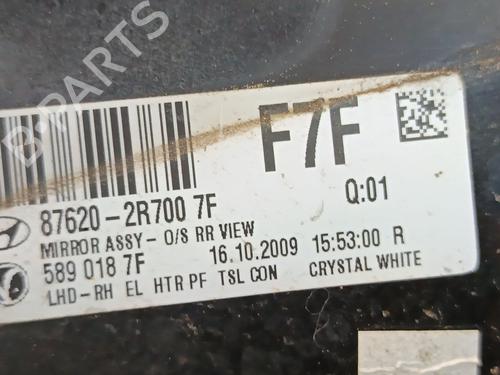 B-PARTS
F7F
87620-2R700 7F
Q:01
MIRROR ASSY-O/S RR VIEW
16.10.2009 15:53:00 R
589 018 7F
LHD-RH EL HTR PF TSL CON CRYSTAL WHITE